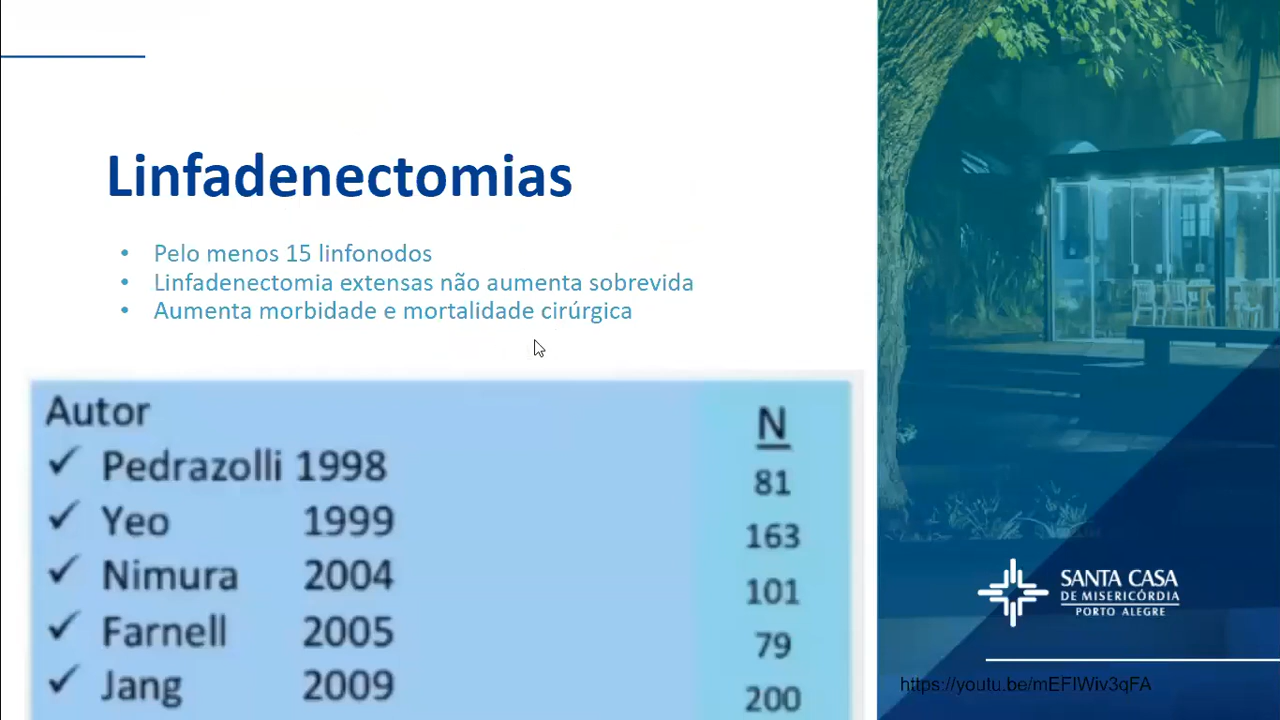 Linfadenectomias
• Pelo menos 15 linfonodos
• Linfadenectomia extensas não aumenta sobrevida
• Aumenta morbidade e mortalidade cirúrgica
Autor N
✓ Pedrazolli 1998 81
✓ Yeo 1999 163
✓ Nimura 2004 101
✓ Farnell 2005 79
✓ Jang 2009 200
SANTA CASA
DE MISERICÓRDIA
PORTO ALEGRE
https://youtu.be/mEFIWiv3qFA